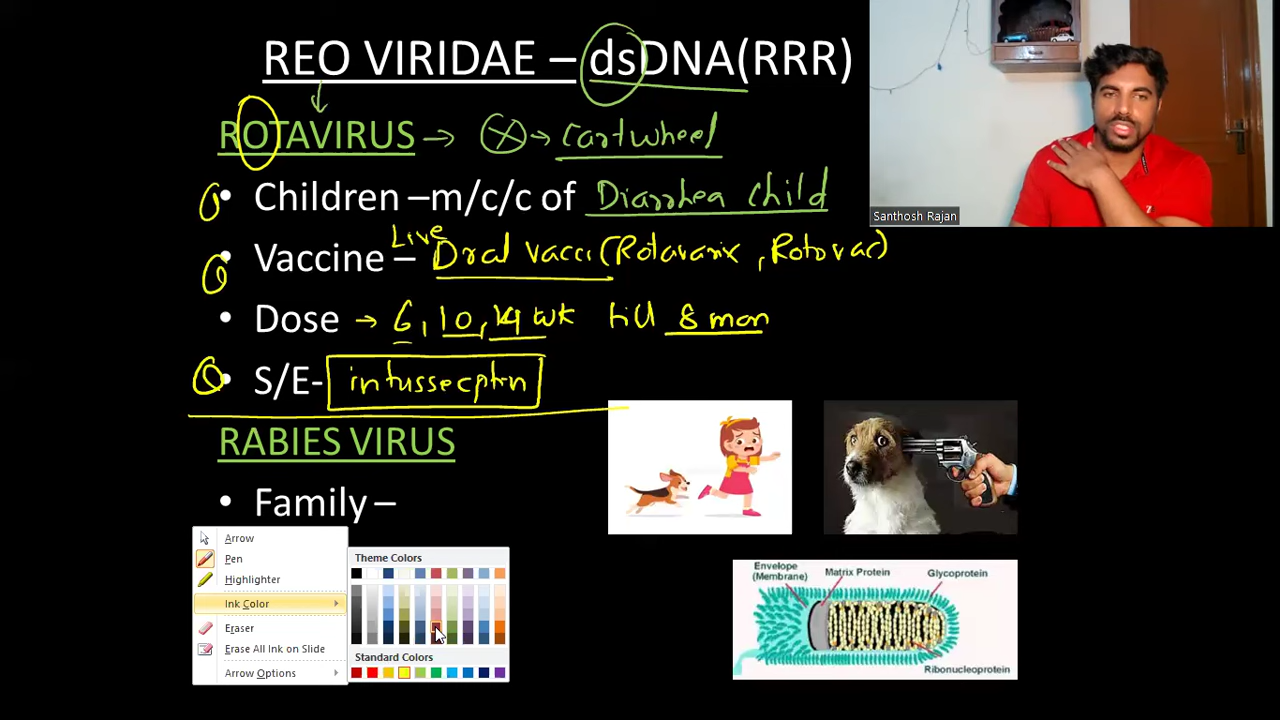 REO VIRIDAE – dsDNA(RRR)
ROTAVIRUS → → Cartwheel
• Children –m/c/c of Diarrhea child
Live
• Vaccine – Oral vacci (Rotavarix , Rotovac)
• Dose → 6, 10, 14 wk till 8 mon
• S/E- intussecption
RABIES VIRUS
• Family –
Santhosh Rajan
Arrow
Pen
Highlighter
Ink Color
Eraser
Erase All Ink on Slide
Arrow Options
Theme Colors
Standard Colors
Envelope
(Membrane)
Matrix Protein
Glycoprotein
Ribonucleoprotein